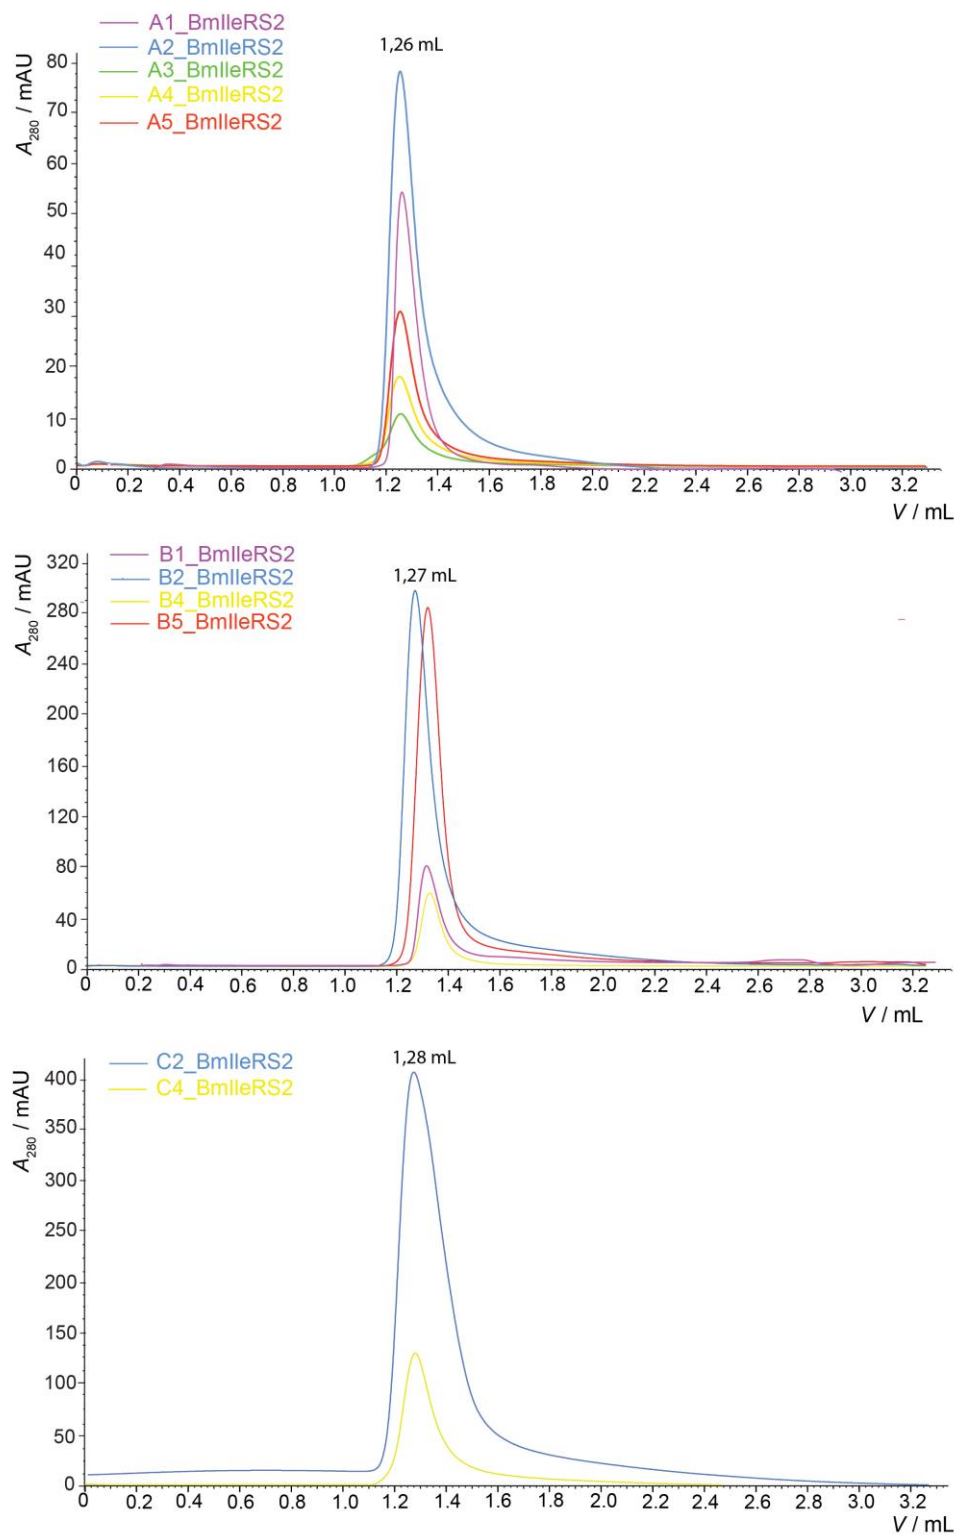 A1_BmIleRS2
A2_BmIleRS2
A3_BmIleRS2
A4_BmIleRS2
A5_BmIleRS2
1,26 mL
A280 / mAU
80
70
60
50
40
30
20
10
0
0 0.2 0.4 0.6 0.8 1.0 1.2 1.4 1.6 1.8 2.0 2.2 2.4 2.6 2.8 3.0 3.2
V / mL
B1_BmIleRS2
B2_BmIleRS2
B4_BmIleRS2
B5_BmIleRS2
1,27 mL
A280 / mAU
320
280
240
200
160
120
80
40
0
0 0.2 0.4 0.6 0.8 1.0 1.2 1.4 1.6 1.8 2.0 2.2 2.4 2.6 2.8 3.0 3.2
V / mL
C2_BmIleRS2
C4_BmIleRS2
1,28 mL
A280 / mAU
400
350
300
250
200
150
100
50
0
0 0.2 0.4 0.6 0.8 1.0 1.2 1.4 1.6 1.8 2.0 2.2 2.4 2.6 2.8 3.0 3.2
V / mL